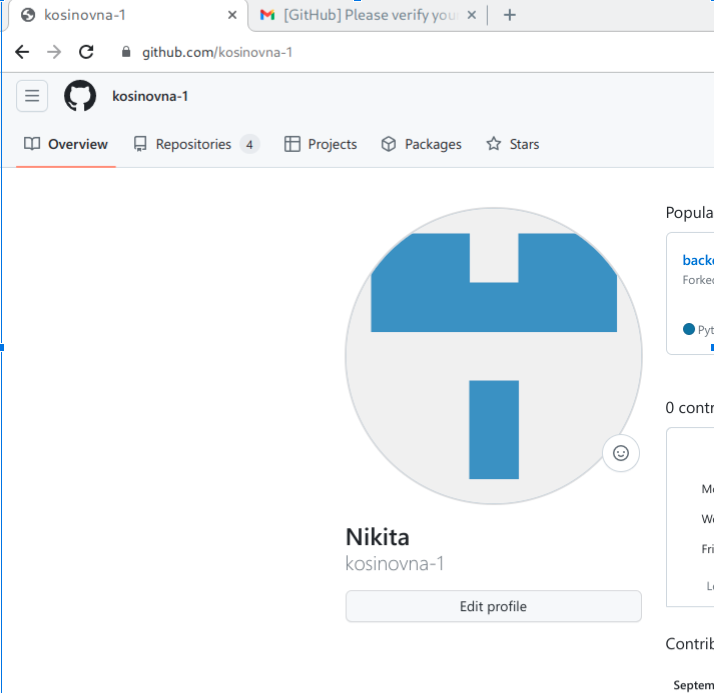 kosinovna-1
[GitHub] Please verify you
github.com/kosinovna-1
kosinovna-1
Overview
Repositories 4
Projects
Packages
Stars
Popula
backe
Forked
Pyt
0 contr
Mo
We
Fri
Le
Nikita
kosinovna-1
Edit profile
Contrib
Septem